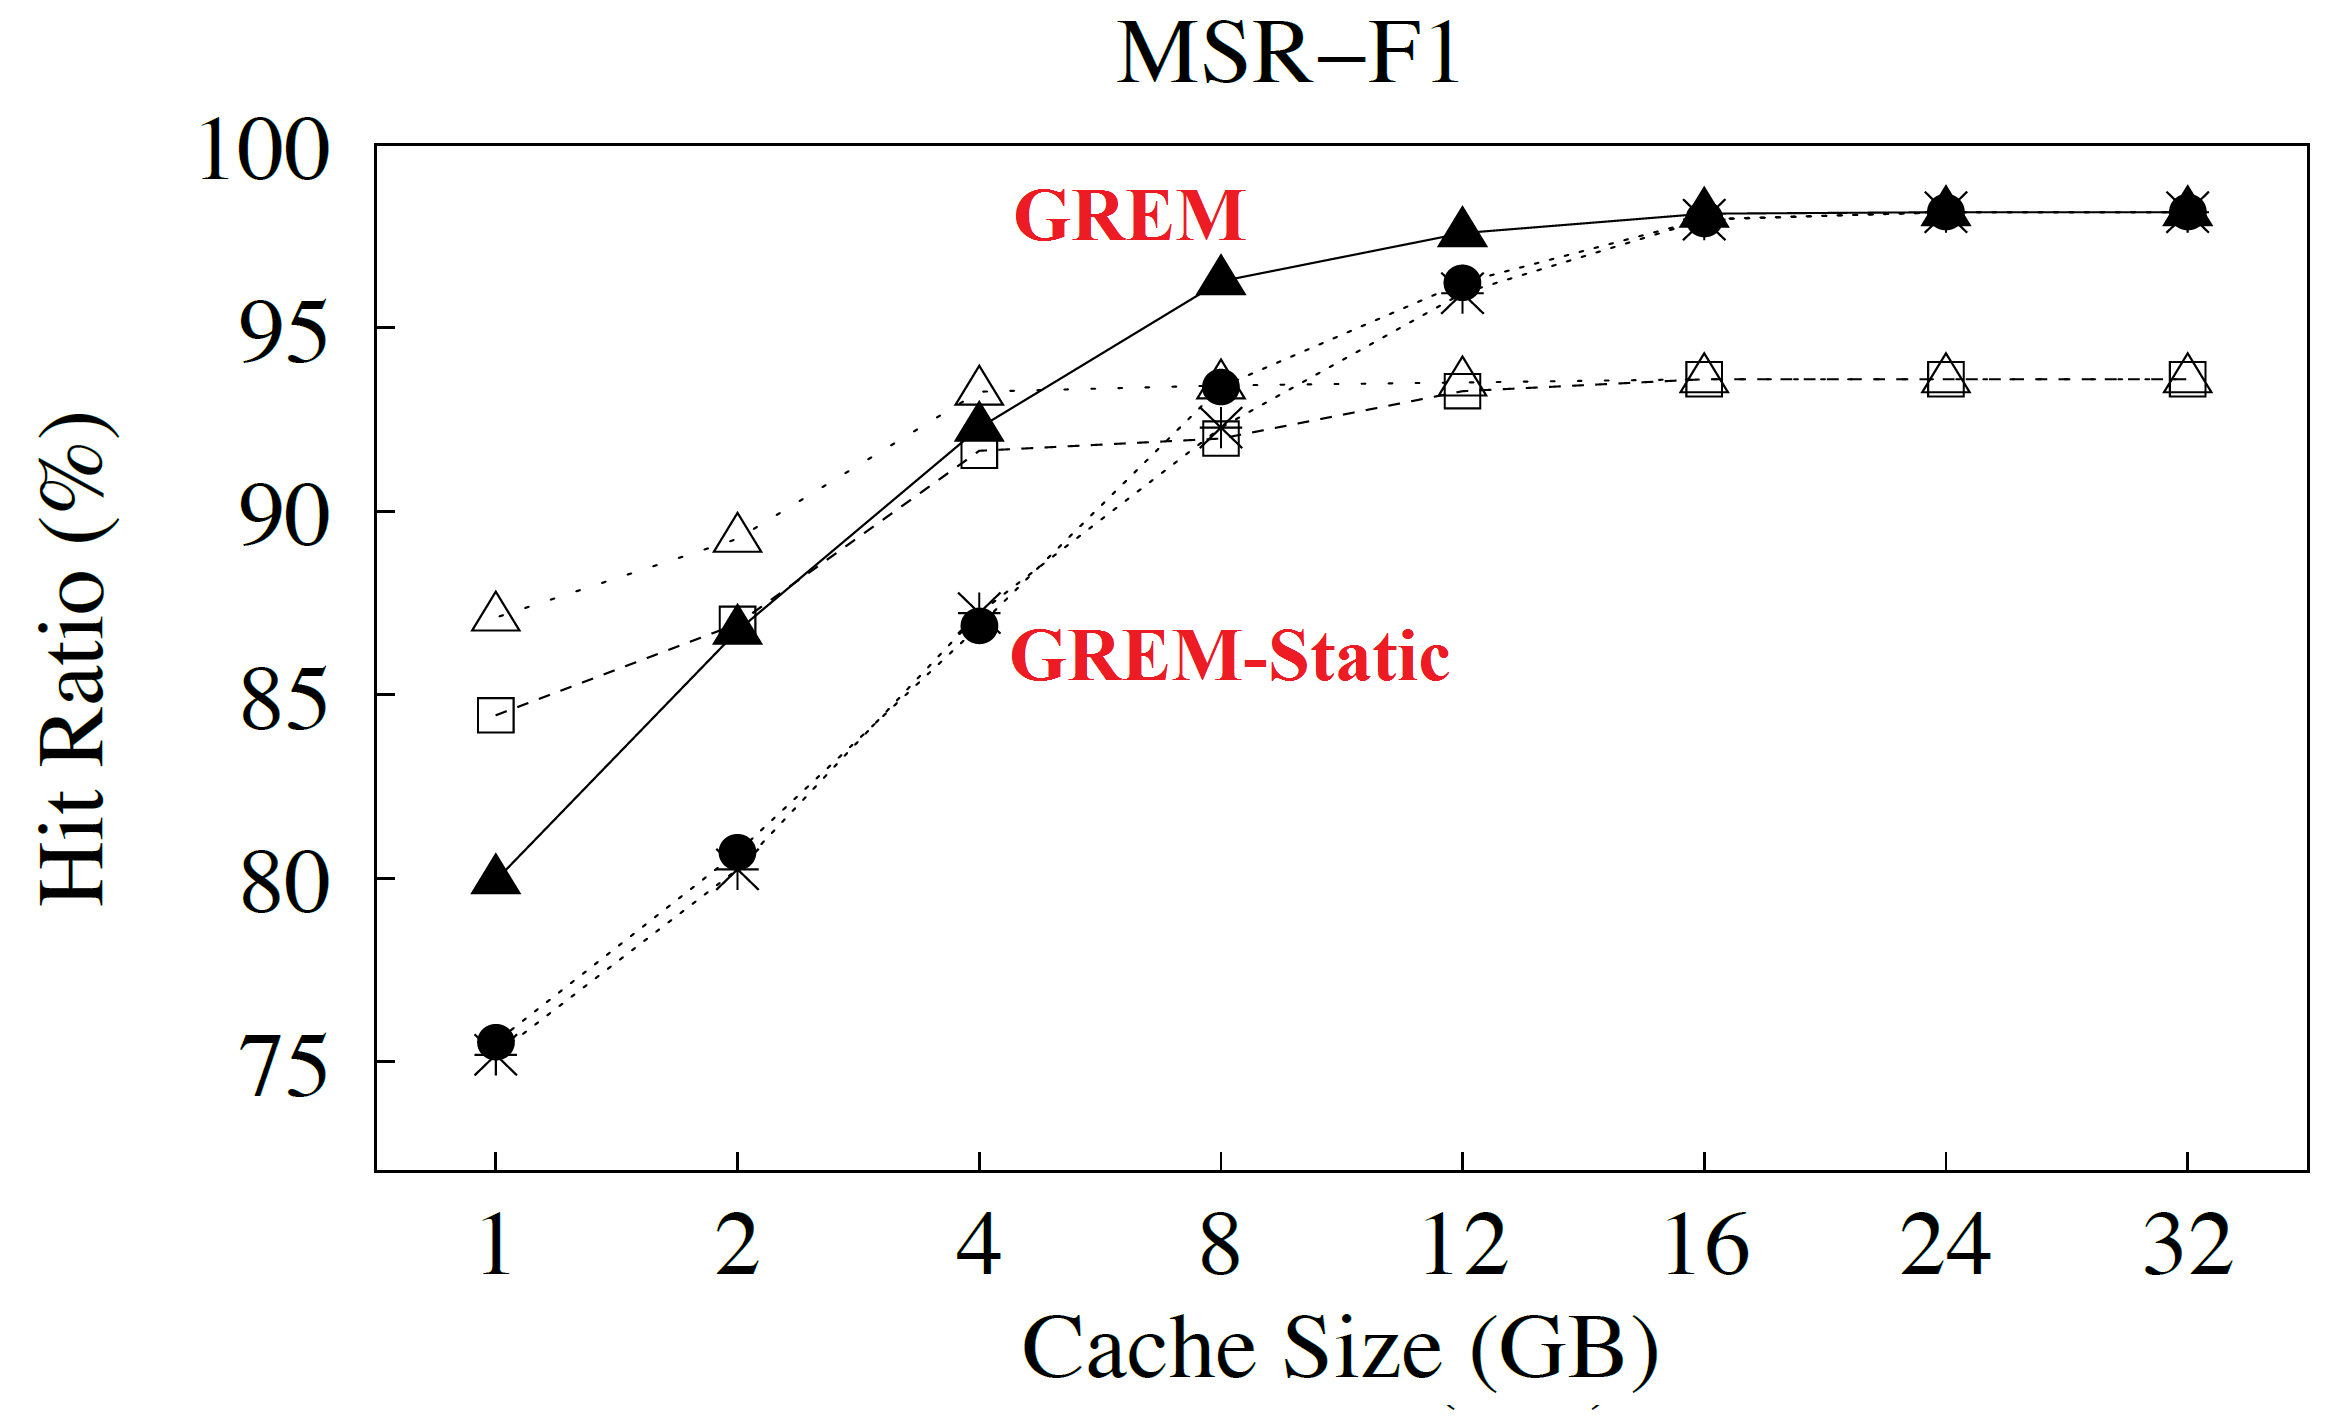 MSR–F1
100
95
90
85
80
75
Hit Ratio (%)
GREM
GREM-Static
1 2 4 8 12 16 24 32
Cache Size (GB)